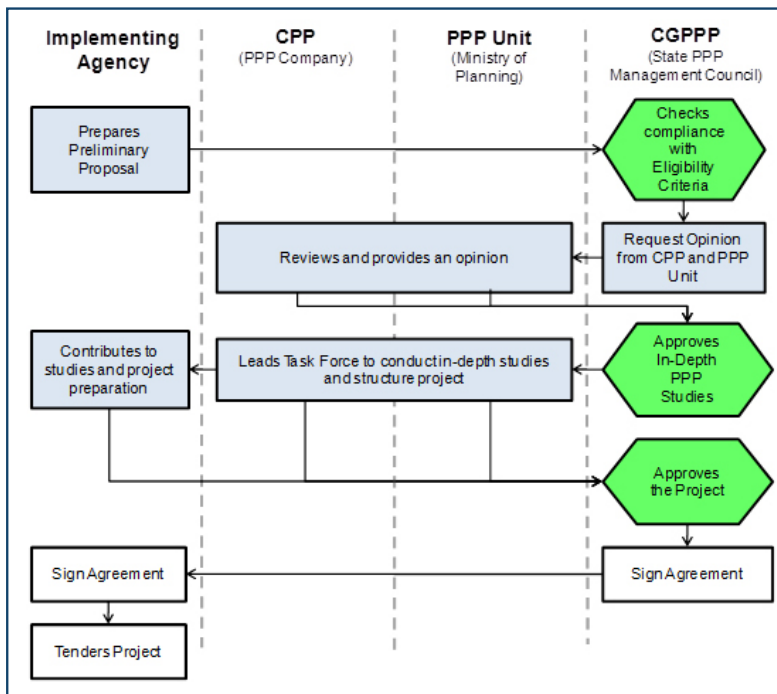 Implementing
Agency
CPP
(PPP Company)
PPP Unit
(Ministry of
Planning)
CGPPP
(State PPP
Management Council)
Prepares
Preliminary
Proposal
Checks
compliance
with
Eligibility
Criteria
Reviews and provides an opinion
Request Opinion
from CPP and PPP
Unit
Contributes to
studies and project
preparation
Leads Task Force to conduct in-depth studies
and structure project
Approves
In-Depth
PPP
Studies
Approves
the Project
Sign Agreement
Sign Agreement
Tenders Project